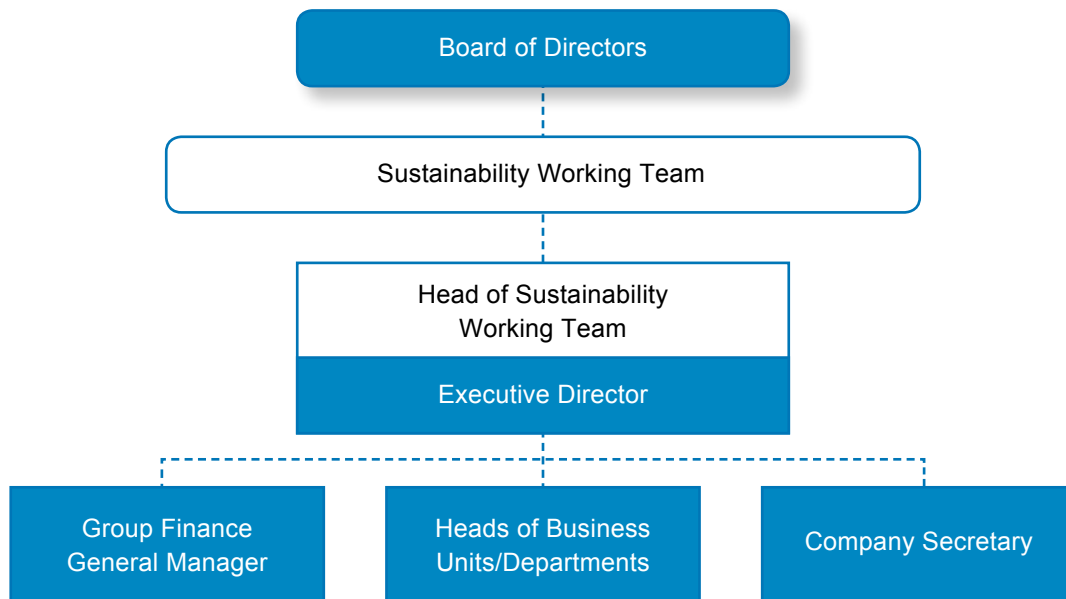 Board of Directors
Sustainability Working Team
Head of Sustainability
Working Team
Executive Director
Group Finance
General Manager
Heads of Business
Units/Departments
Company Secretary